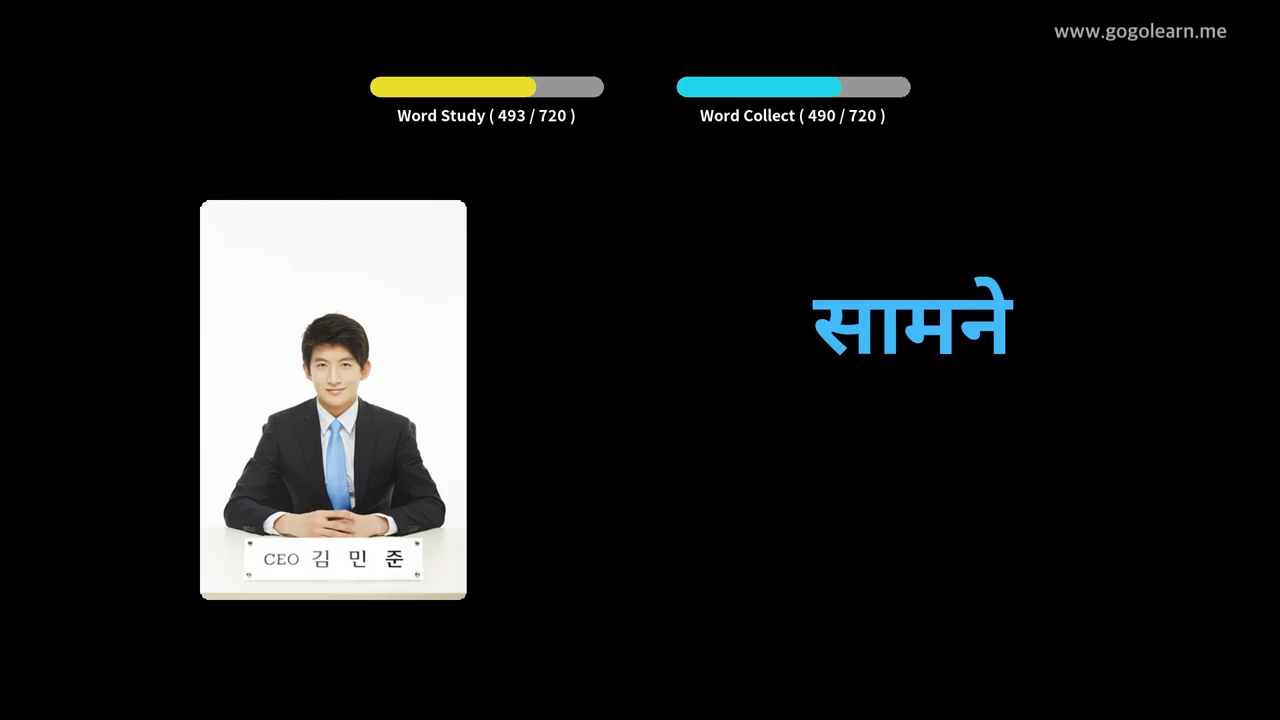 www.gogolearn.me
Word Study ( 493 / 720 )
Word Collect ( 490 / 720 )
सामने
CEO 김 민 준